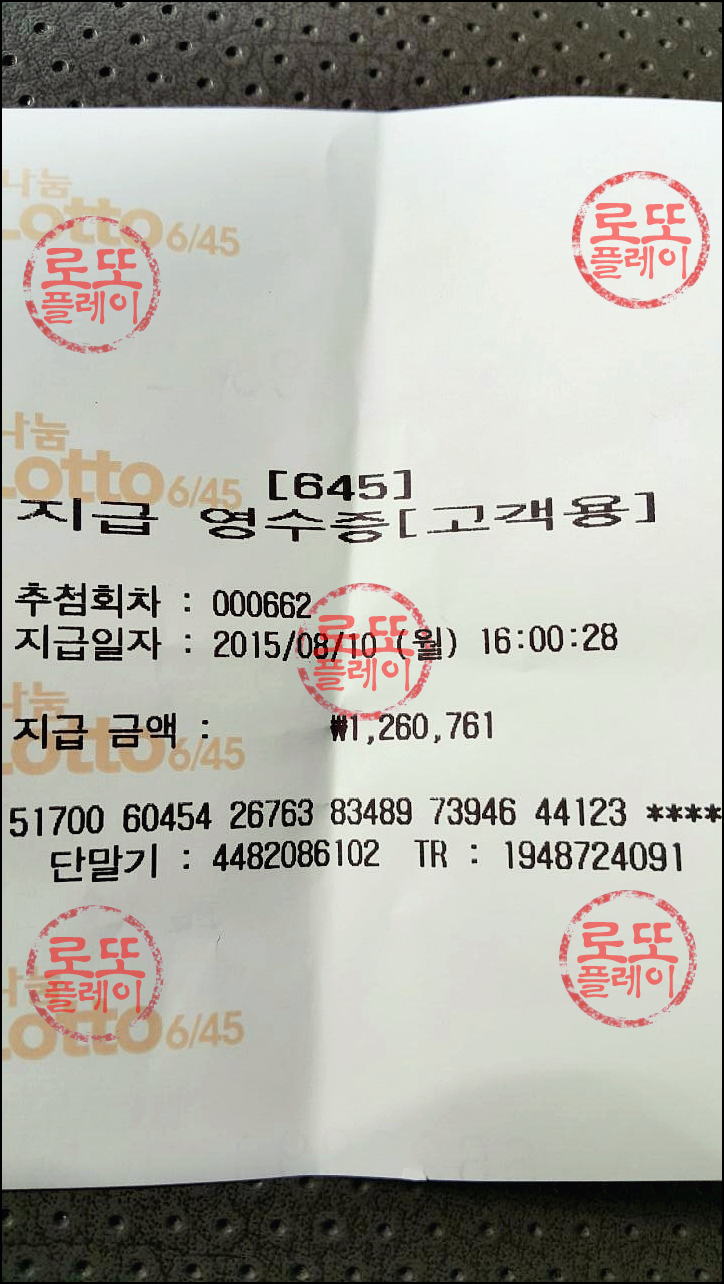 나눔
Lotto 6/45
로또
플레이
로또
플레이
나눔
Lotto 6/45
[645]
지급 영수증[고객용]
추첨회차 : 000662
지급일자 : 2015/08/10 (월) 16:00:28
로또
플레이
나눔
Lotto 6/45
지급 금액 : ₩1,260,761
51700 60454 26763 83489 73946 44123 ****
단말기 : 4482086102 TR : 1948724091
로또
플레이
로또
플레이
나눔
Lotto 6/45